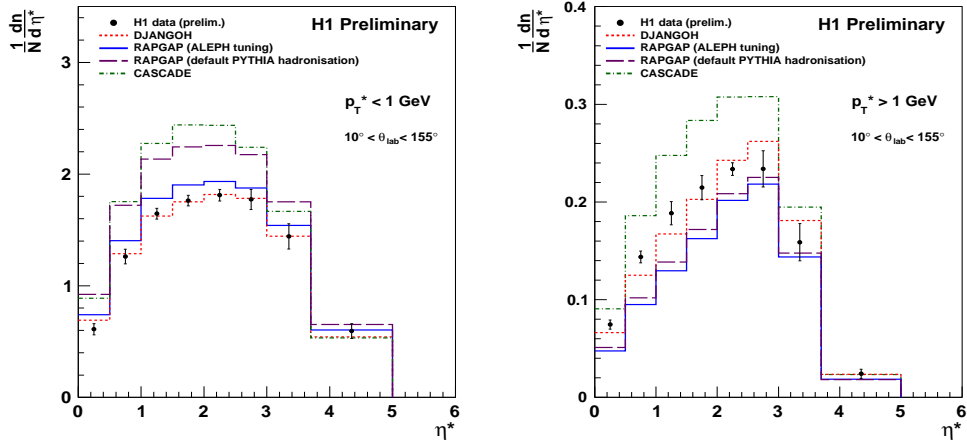 1 dn
N d η*
H1 Preliminary
H1 data (prelim.)
DJANGOH
RAPGAP (ALEPH tuning)
RAPGAP (default PYTHIA hadronisation)
CASCADE
p_T* < 1 GeV
10° < θ_lab < 155°
3
2
1
0
0 1 2 3 4 5 6
η*
1 dn
N d η*
H1 Preliminary
H1 data (prelim.)
DJANGOH
RAPGAP (ALEPH tuning)
RAPGAP (default PYTHIA hadronisation)
CASCADE
p_T* > 1 GeV
10° < θ_lab < 155°
0.4
0.3
0.2
0.1
0
0 1 2 3 4 5 6
η*